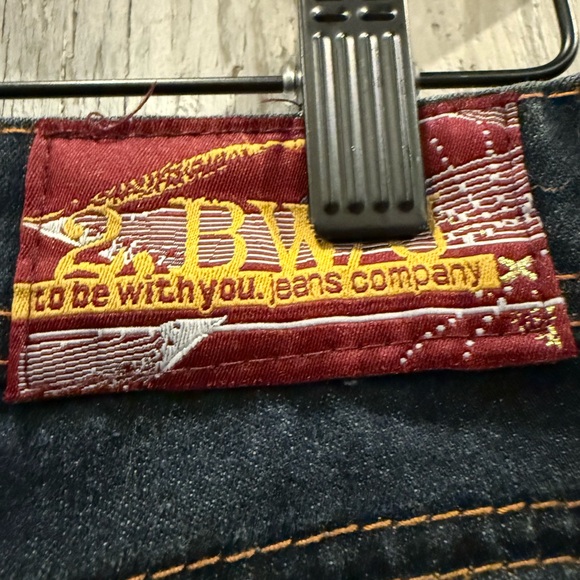 2.BW/U
to be with you. jeans company